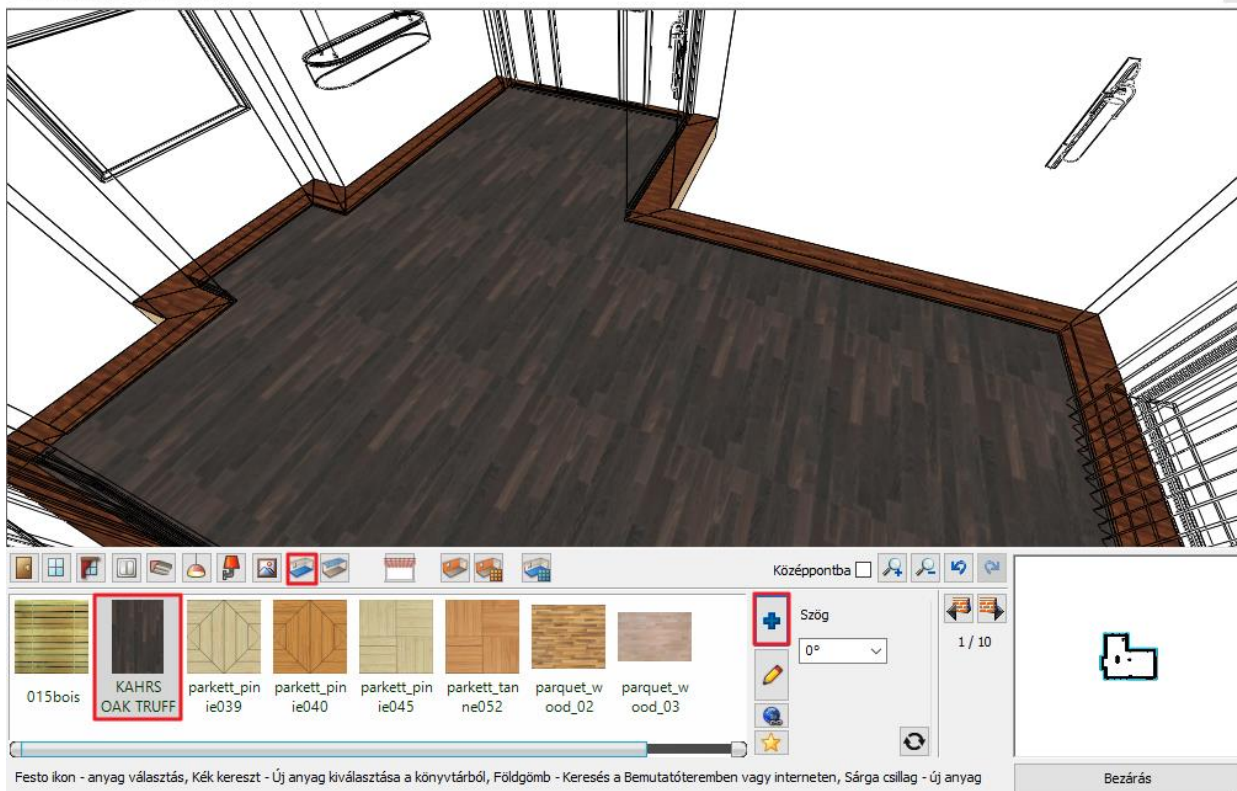 Középpontba
Szög
0°
1 / 10
015bois
KAHRS
OAK TRUFF
parkett_pin
ie039
parkett_pin
ie040
parkett_pin
ie045
parkett_tan
ne052
parquet_w
ood_02
parquet_w
ood_03
Festo ikon - anyag választás, Kék kereszt - Új anyag kiválasztása a könyvtárból, Földgömb - Keresés a Bemutatóteremben vagy interneten, Sárga csillag - új anyag
Bezárás